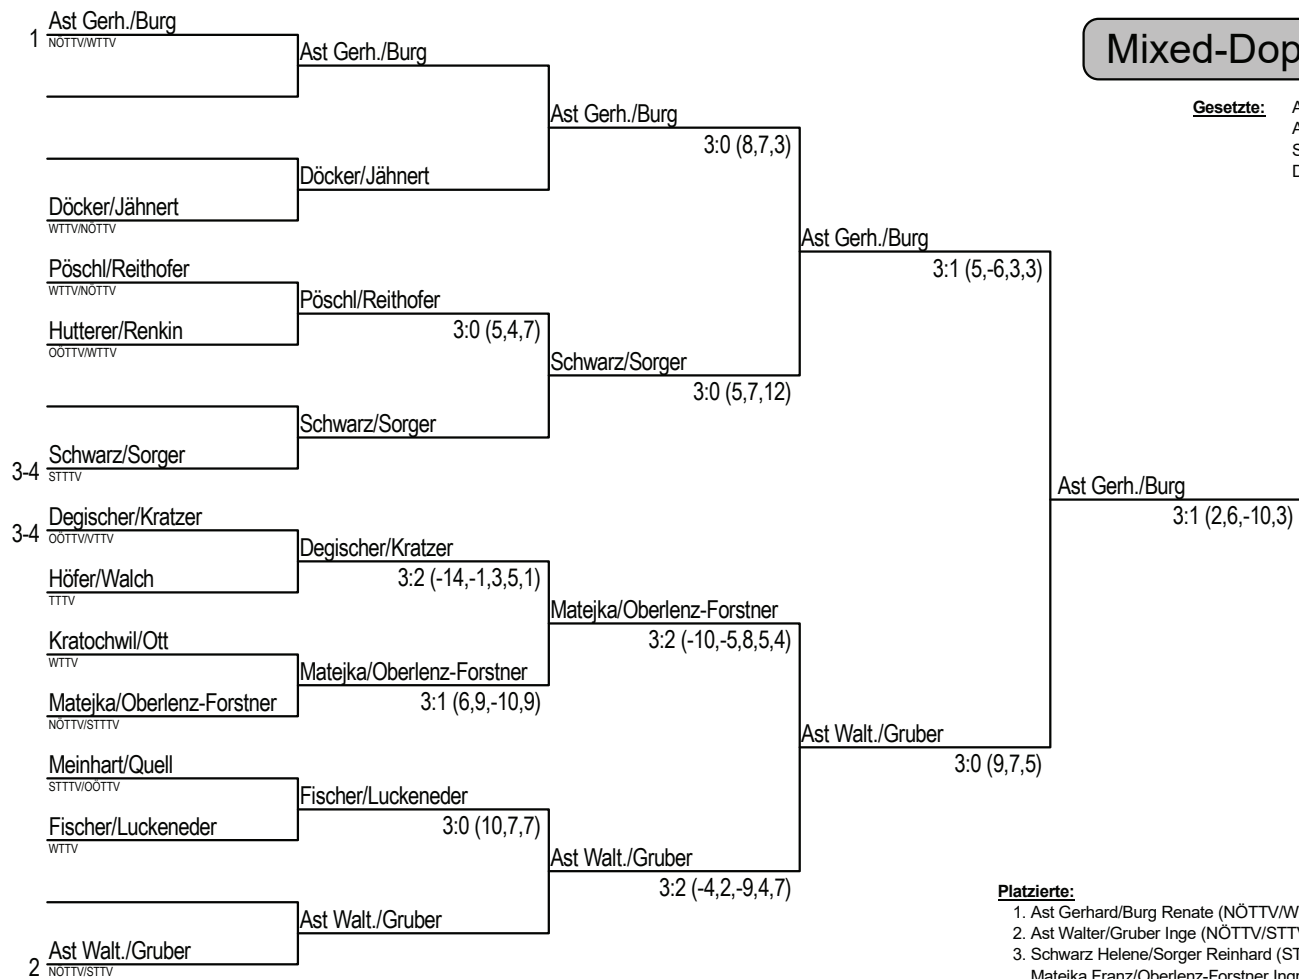 Mixed-Dop
Gesetzte: A
A
S
D
1 Ast Gerh./Burg
NÖTTV/WTTV
Döcker/Jähnert
WTTV/NÖTTV
Pöschl/Reithofer
WTTV/NÖTTV
Hutterer/Renkin
OÖTTV/WTTV
3-4 Schwarz/Sorger
STTTV
3-4 Degischer/Kratzer
OÖTTV/VTTV
Höfer/Walch
TTTV
Kratochwil/Ott
WTTV
Matejka/Oberlenz-Forstner
NÖTTV/STTTV
Meinhart/Quell
STTTV/OÖTTV
Fischer/Luckeneder
WTTV
2 Ast Walt./Gruber
NÖTTV/STTV
Ast Gerh./Burg
Döcker/Jähnert
Pöschl/Reithofer
3:0 (5,4,7)
Schwarz/Sorger
Degischer/Kratzer
3:2 (-14,-1,3,5,1)
Matejka/Oberlenz-Forstner
3:1 (6,9,-10,9)
Fischer/Luckeneder
3:0 (10,7,7)
Ast Walt./Gruber
Ast Gerh./Burg
3:0 (8,7,3)
Schwarz/Sorger
3:0 (5,7,12)
Matejka/Oberlenz-Forstner
3:2 (-10,-5,8,5,4)
Ast Walt./Gruber
3:2 (-4,2,-9,4,7)
Ast Gerh./Burg
3:1 (5,-6,3,3)
Ast Walt./Gruber
3:0 (9,7,5)
Ast Gerh./Burg
3:1 (2,6,-10,3)
Platzierte:
1. Ast Gerhard/Burg Renate (NÖTTV/W
2. Ast Walter/Gruber Inge (NÖTTV/STTV
3. Schwarz Helene/Sorger Reinhard (ST
Matejka Franz/Oberlenz-Forstner Ingr